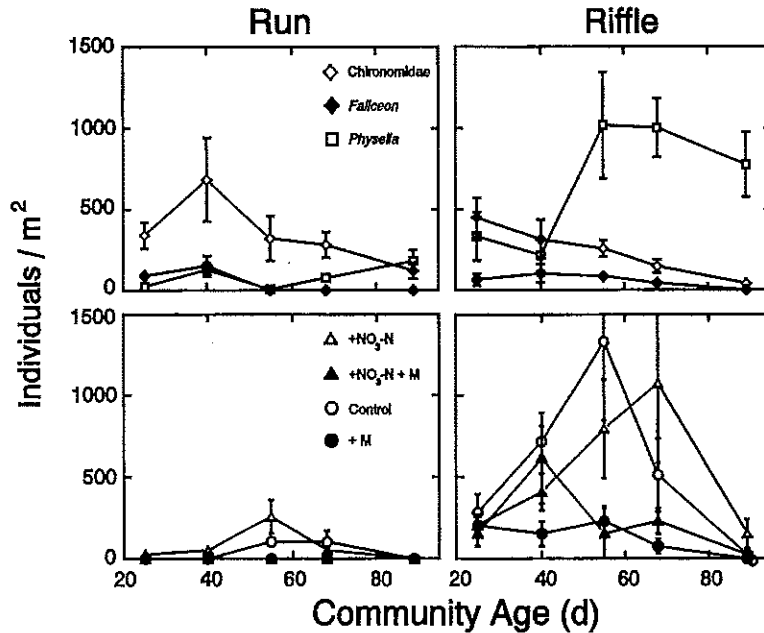 Run
Riffle
1500
1000
500
0
Chironomidae
Fallceon
Physella
Individuals / m²
1500
1000
500
0
+NO₃-N
+NO₃-N + M
Control
+ M
20 40 60 80
20 40 60 80
Community Age (d)